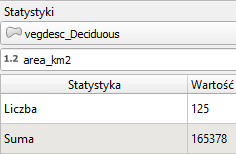 Statystyki
vegdesc_Deciduous
1.2 area_km2
Statystyka Wartość
Liczba 125
Suma 165378